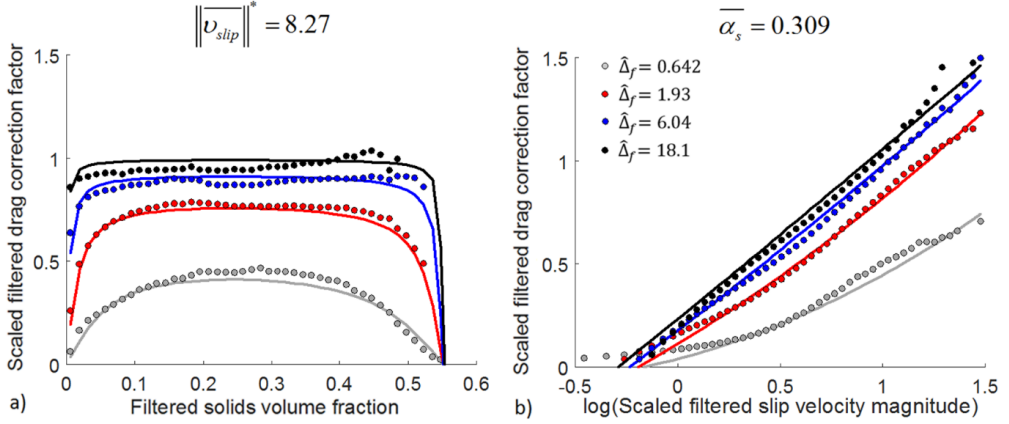 ‖υ̅_slip‖* = 8.27
α̅_s = 0.309
Scaled filtered drag correction factor
1.5
1
0.5
0
0 0.1 0.2 0.3 0.4 0.5 0.6
Filtered solids volume fraction
a)
Scaled filtered drag correction factor
1.5
1
0.5
0
Δ̂_f = 0.642
Δ̂_f = 1.93
Δ̂_f = 6.04
Δ̂_f = 18.1
-0.5 0 0.5 1.0 1.5
log(Scaled filtered slip velocity magnitude)
b)